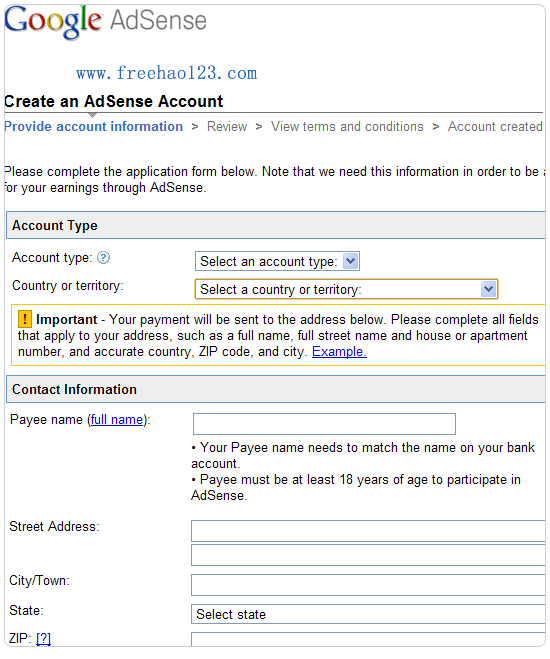 Google AdSense
www.freehao123.com
Create an AdSense Account
Provide account information > Review > View terms and conditions > Account created
Please complete the application form below. Note that we need this information in order to be
for your earnings through AdSense.
Account Type
Account type: ?
Select an account type:
Country or territory:
Select a country or territory:
! Important - Your payment will be sent to the address below. Please complete all fields
that apply to your address, such as a full name, full street name and house or apartment
number, and accurate country, ZIP code, and city. Example.
Contact Information
Payee name (full name):
• Your Payee name needs to match the name on your bank
account.
• Payee must be at least 18 years of age to participate in
AdSense.
Street Address:
City/Town:
State:
Select state
ZIP: [?]